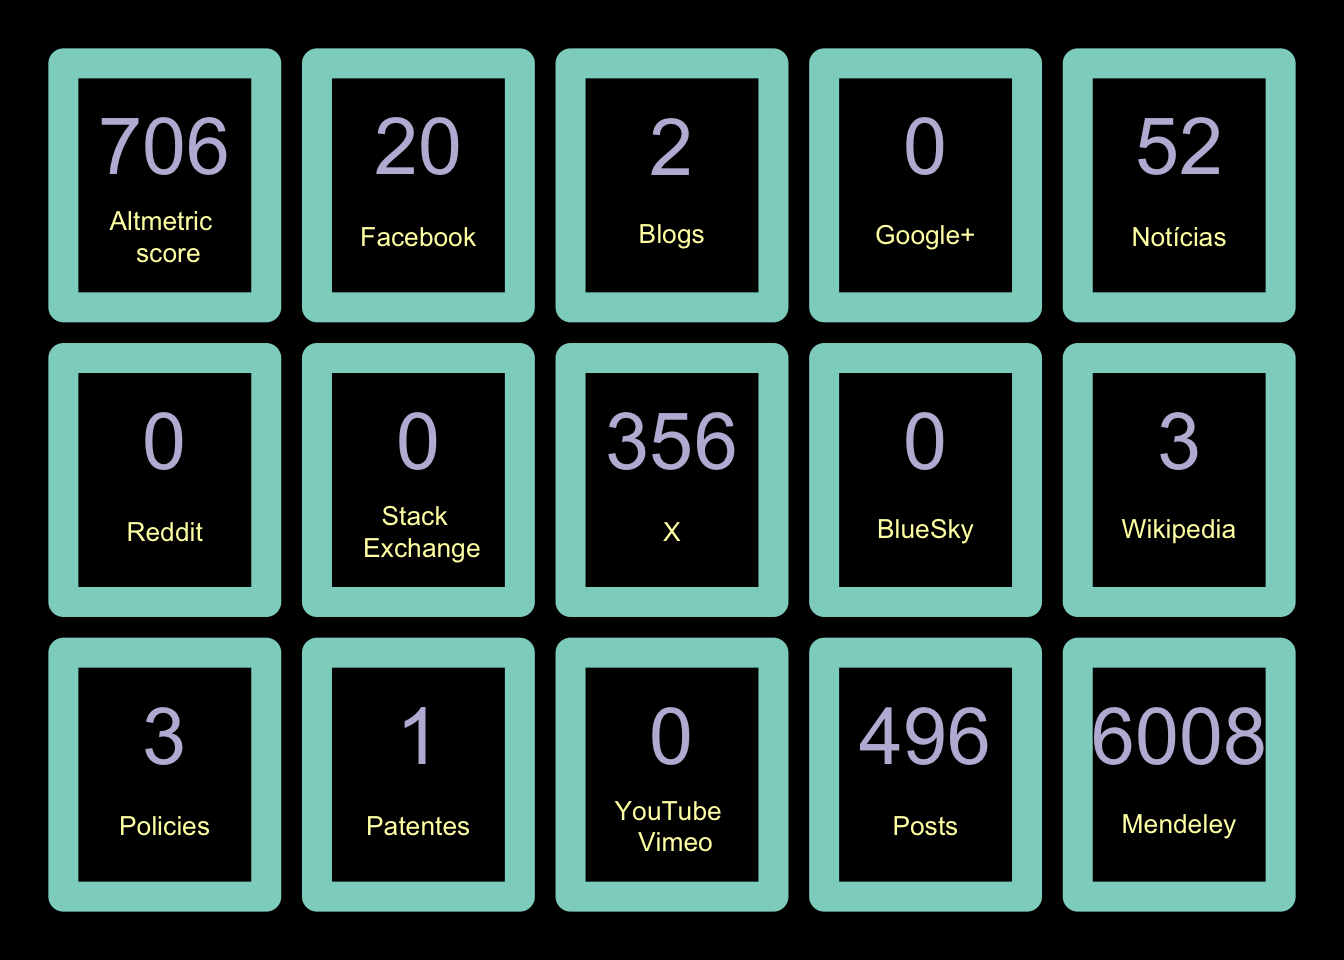 706
Altmetric
score
20
Facebook
2
Blogs
0
Google+
52
Notícias
0
Reddit
0
Stack
Exchange
356
X
0
BlueSky
3
Wikipedia
3
Policies
1
Patentes
0
YouTube
Vimeo
496
Posts
6008
Mendeley